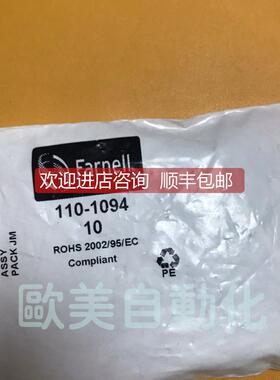 Farnell
欢迎进店咨询 顺丰包邮
110-1094
10
ROHS 2002/95/EC
Compliant
PE
ASSY
PACK JM
歐美自動化